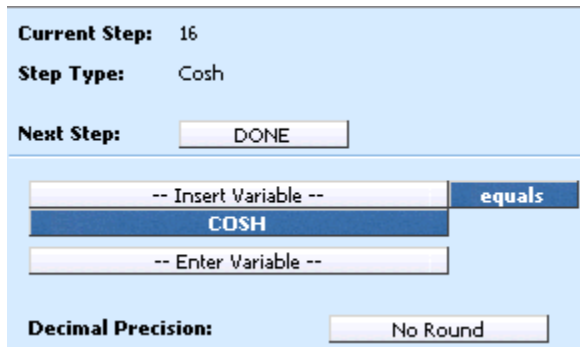 Current Step: 16
Step Type: Cosh
Next Step: DONE
-- Insert Variable -- equals
COSH
-- Enter Variable --
Decimal Precision: No Round